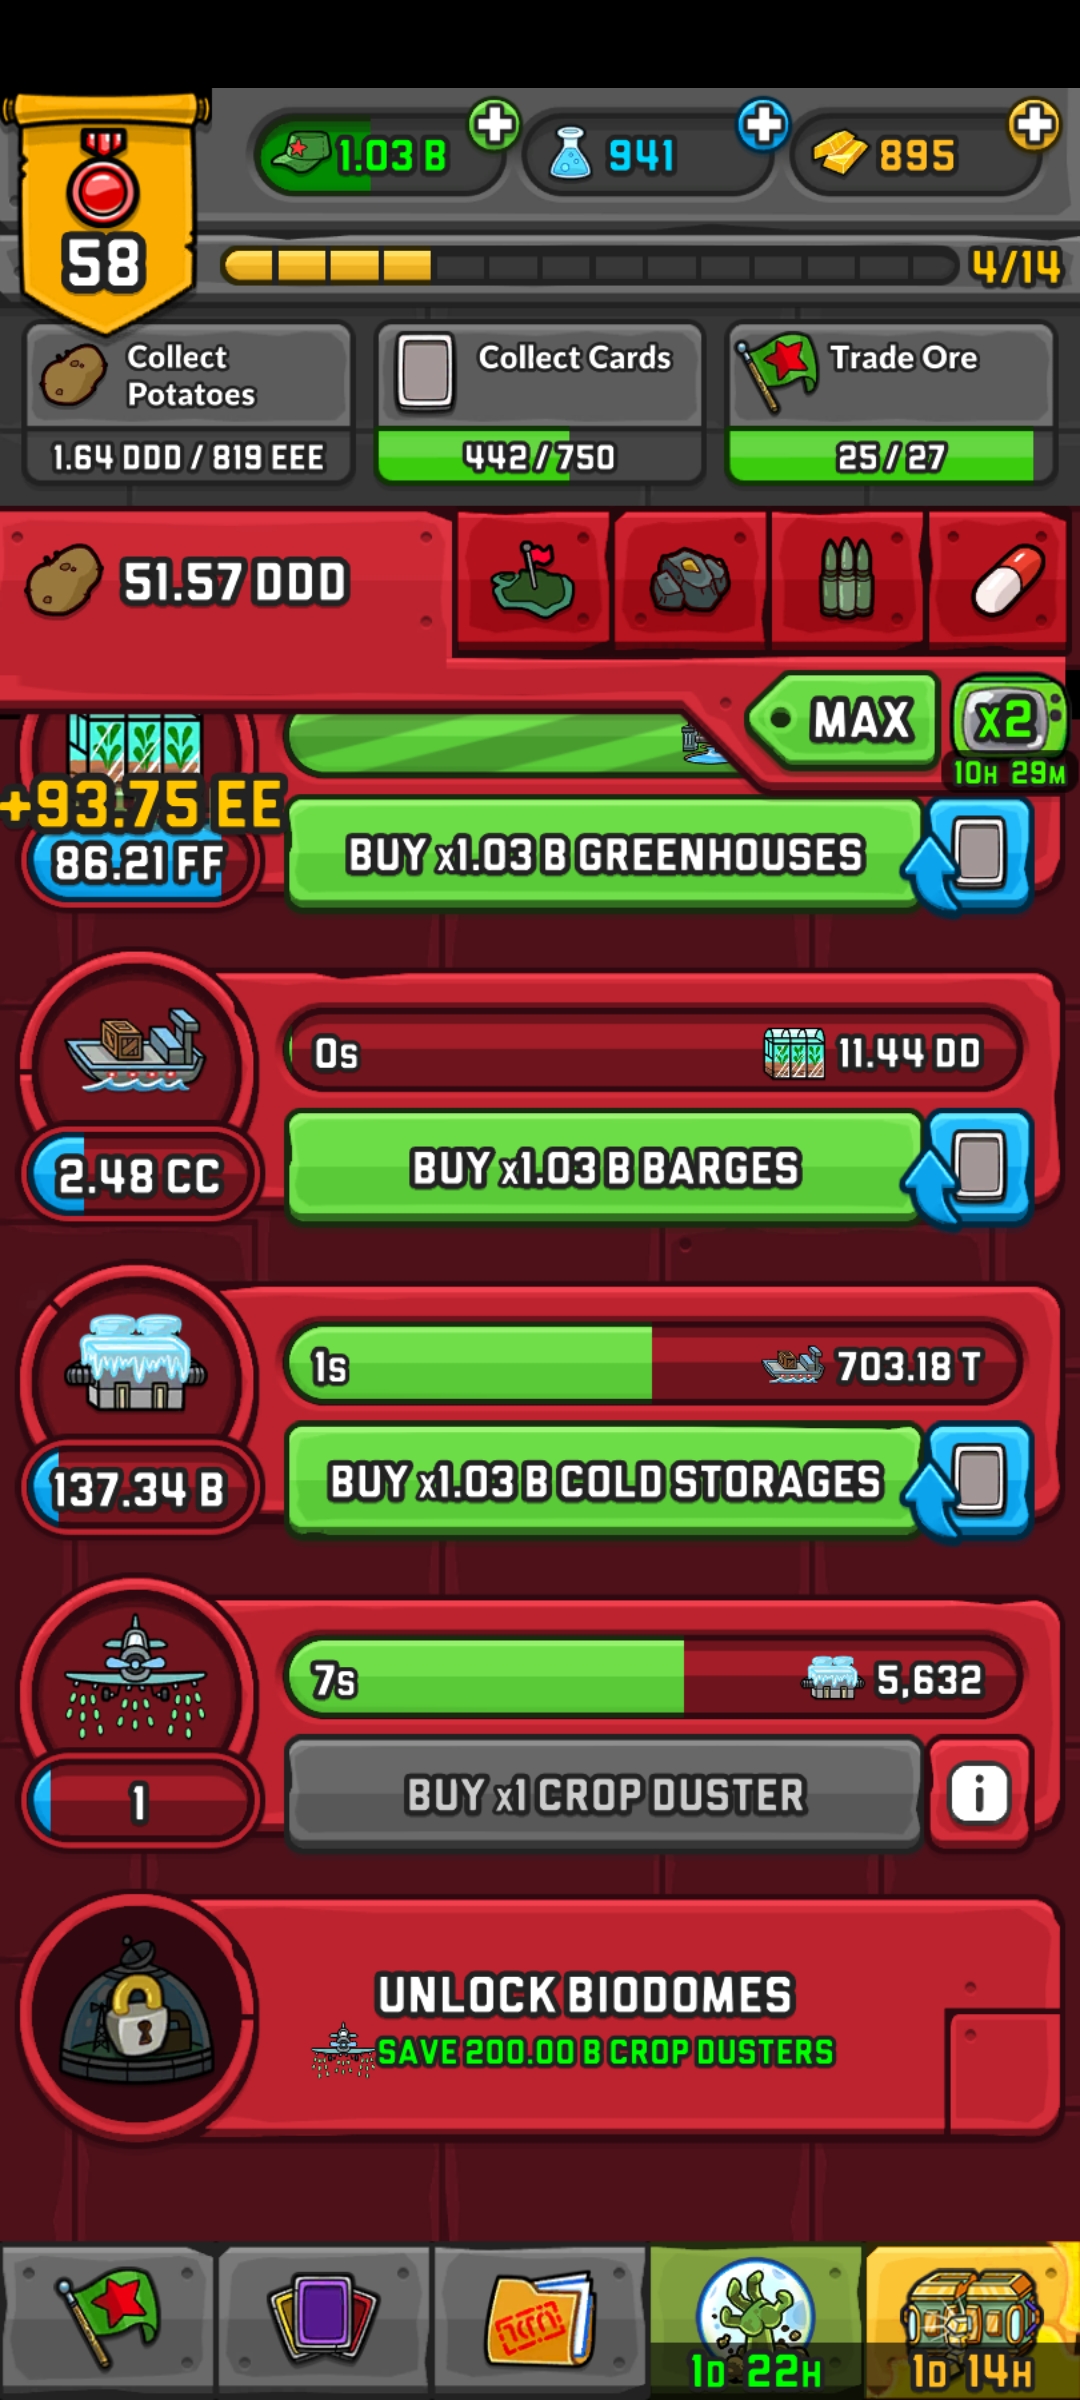 58
1.03 B
941
895
4/14
Collect
Potatoes
1.64 DDD / 819 EEE
Collect Cards
442/750
Trade Ore
25/27
51.57 DDD
MAX
x2
10H 29M
+93.75 EE
86.21 FF
BUY x1.03 B GREENHOUSES
0s
11.44 DD
2.48 CC
BUY x1.03 B BARGES
1s
703.18 T
137.34 B
BUY x1.03 B COLD STORAGES
7s
5,632
1
BUY x1 CROP DUSTER
i
UNLOCK BIODOMES
SAVE 200.00 B CROP DUSTERS
1D 22H
1D 14H